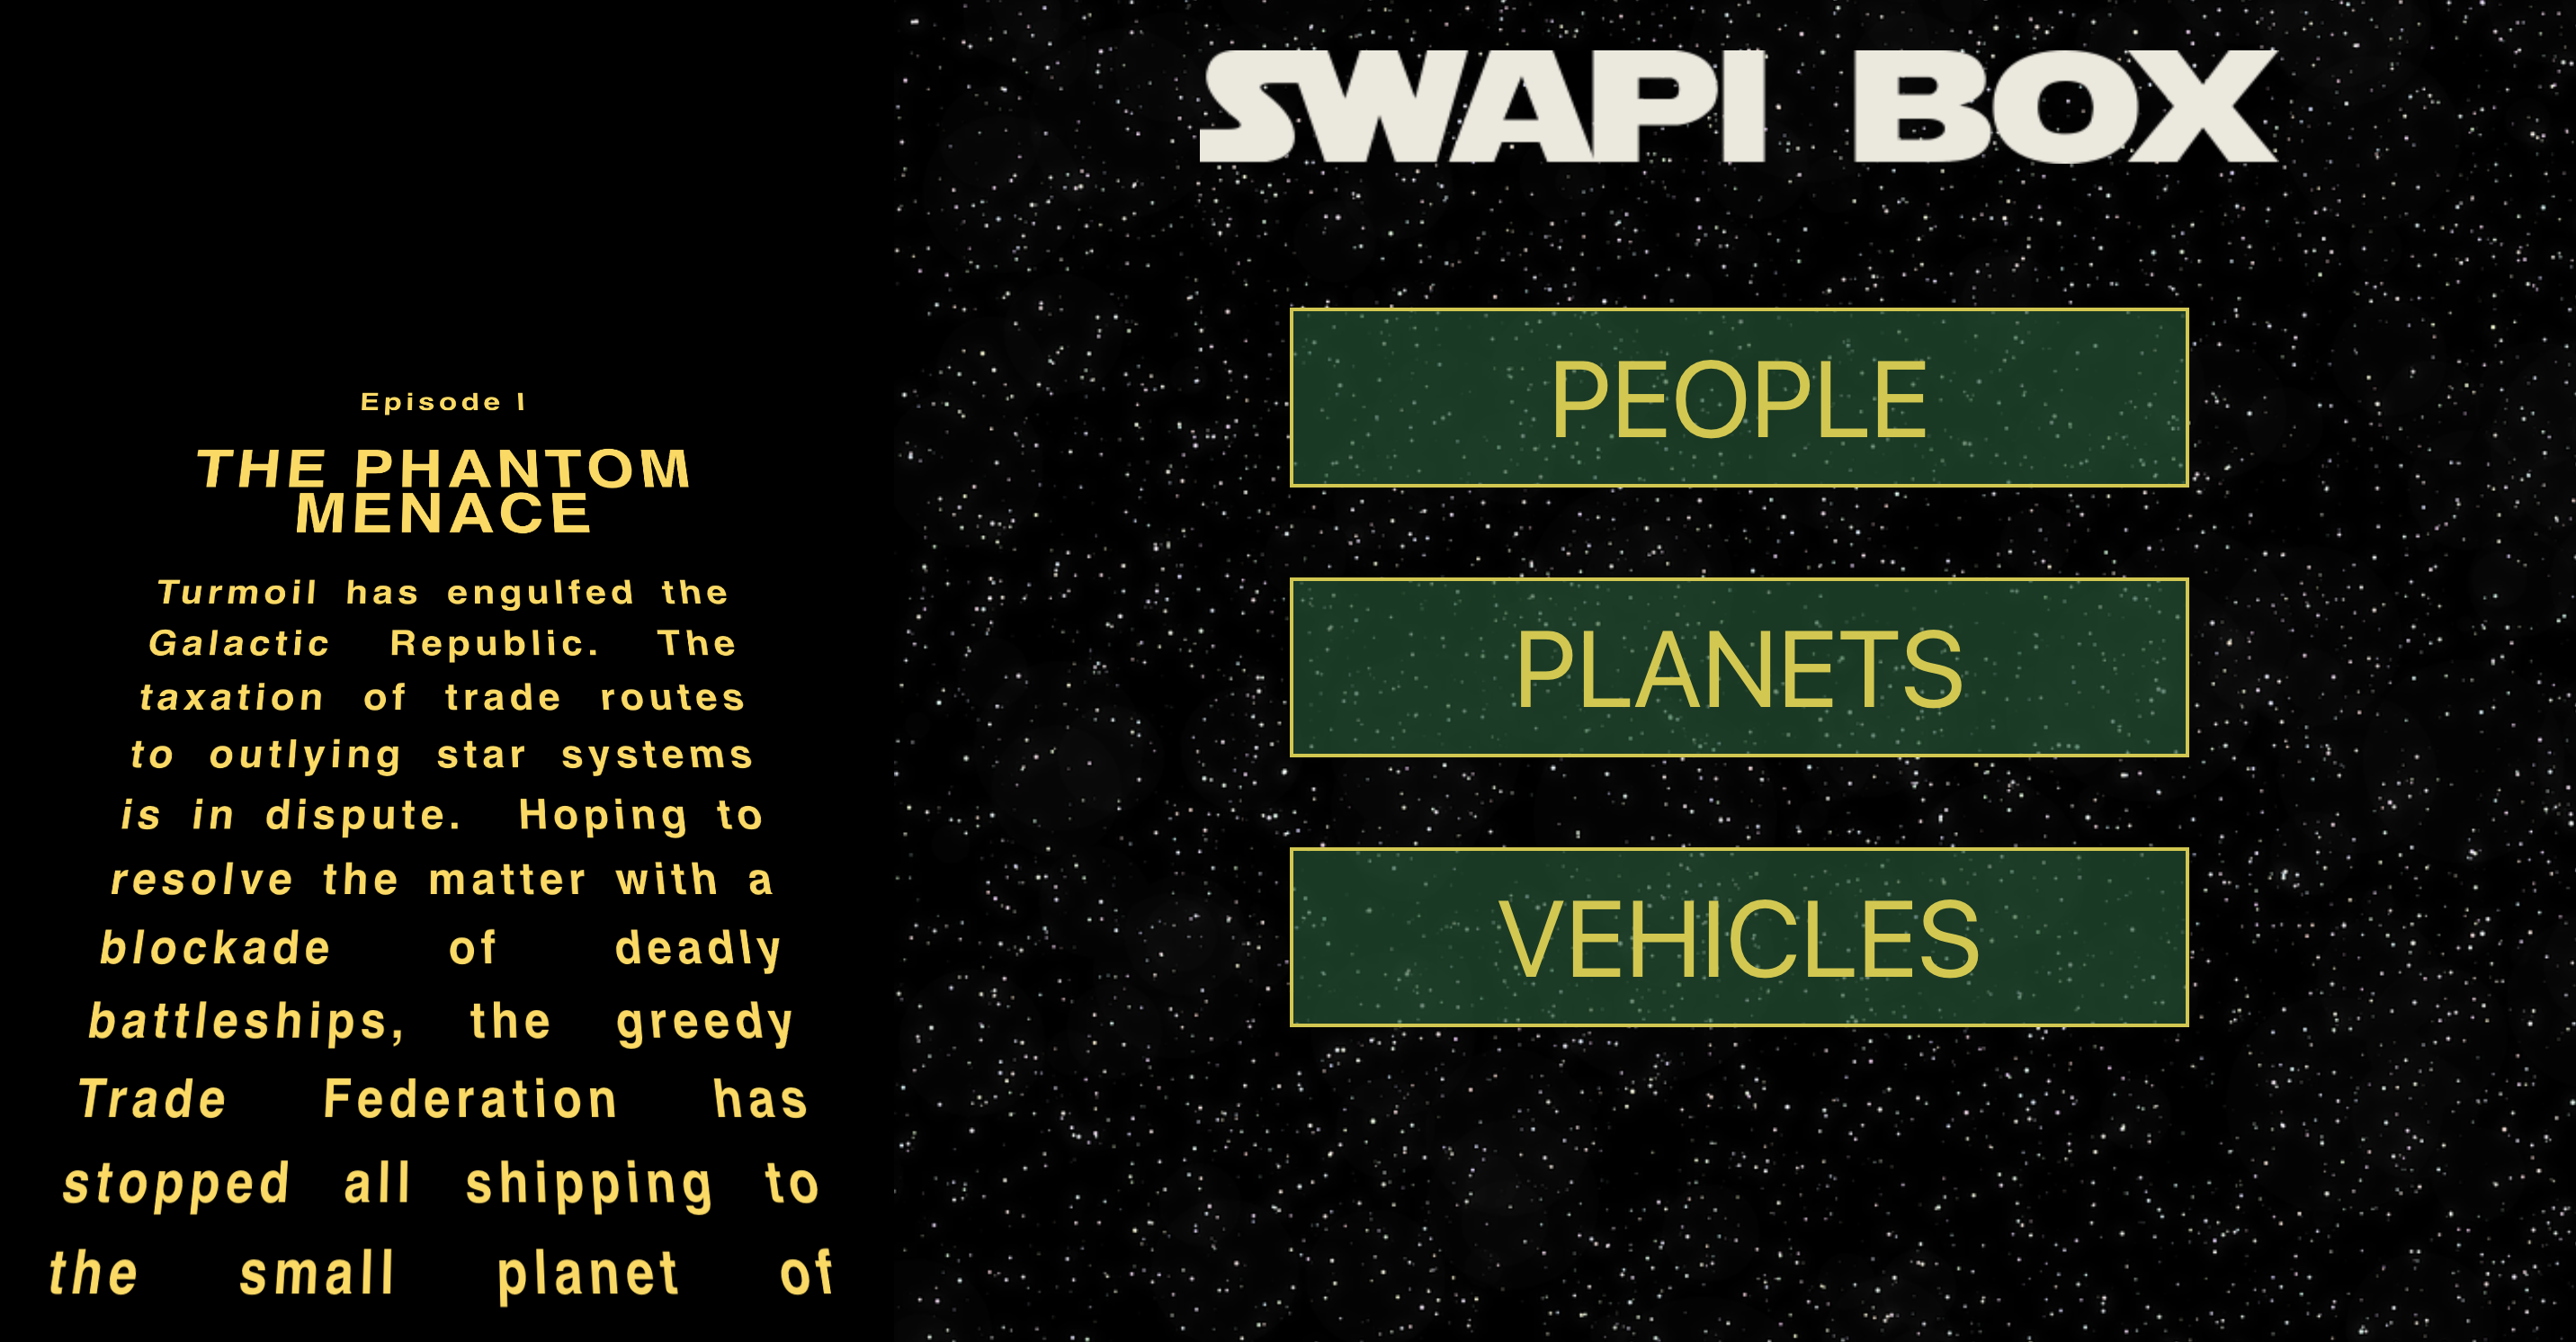 Episode I
THE PHANTOM
MENACE
Turmoil has engulfed the
Galactic Republic. The
taxation of trade routes
to outlying star systems
is in dispute. Hoping to
resolve the matter with a
blockade of deadly
battleships, the greedy
Trade Federation has
stopped all shipping to
the small planet of
SWAPI BOX
PEOPLE
PLANETS
VEHICLES